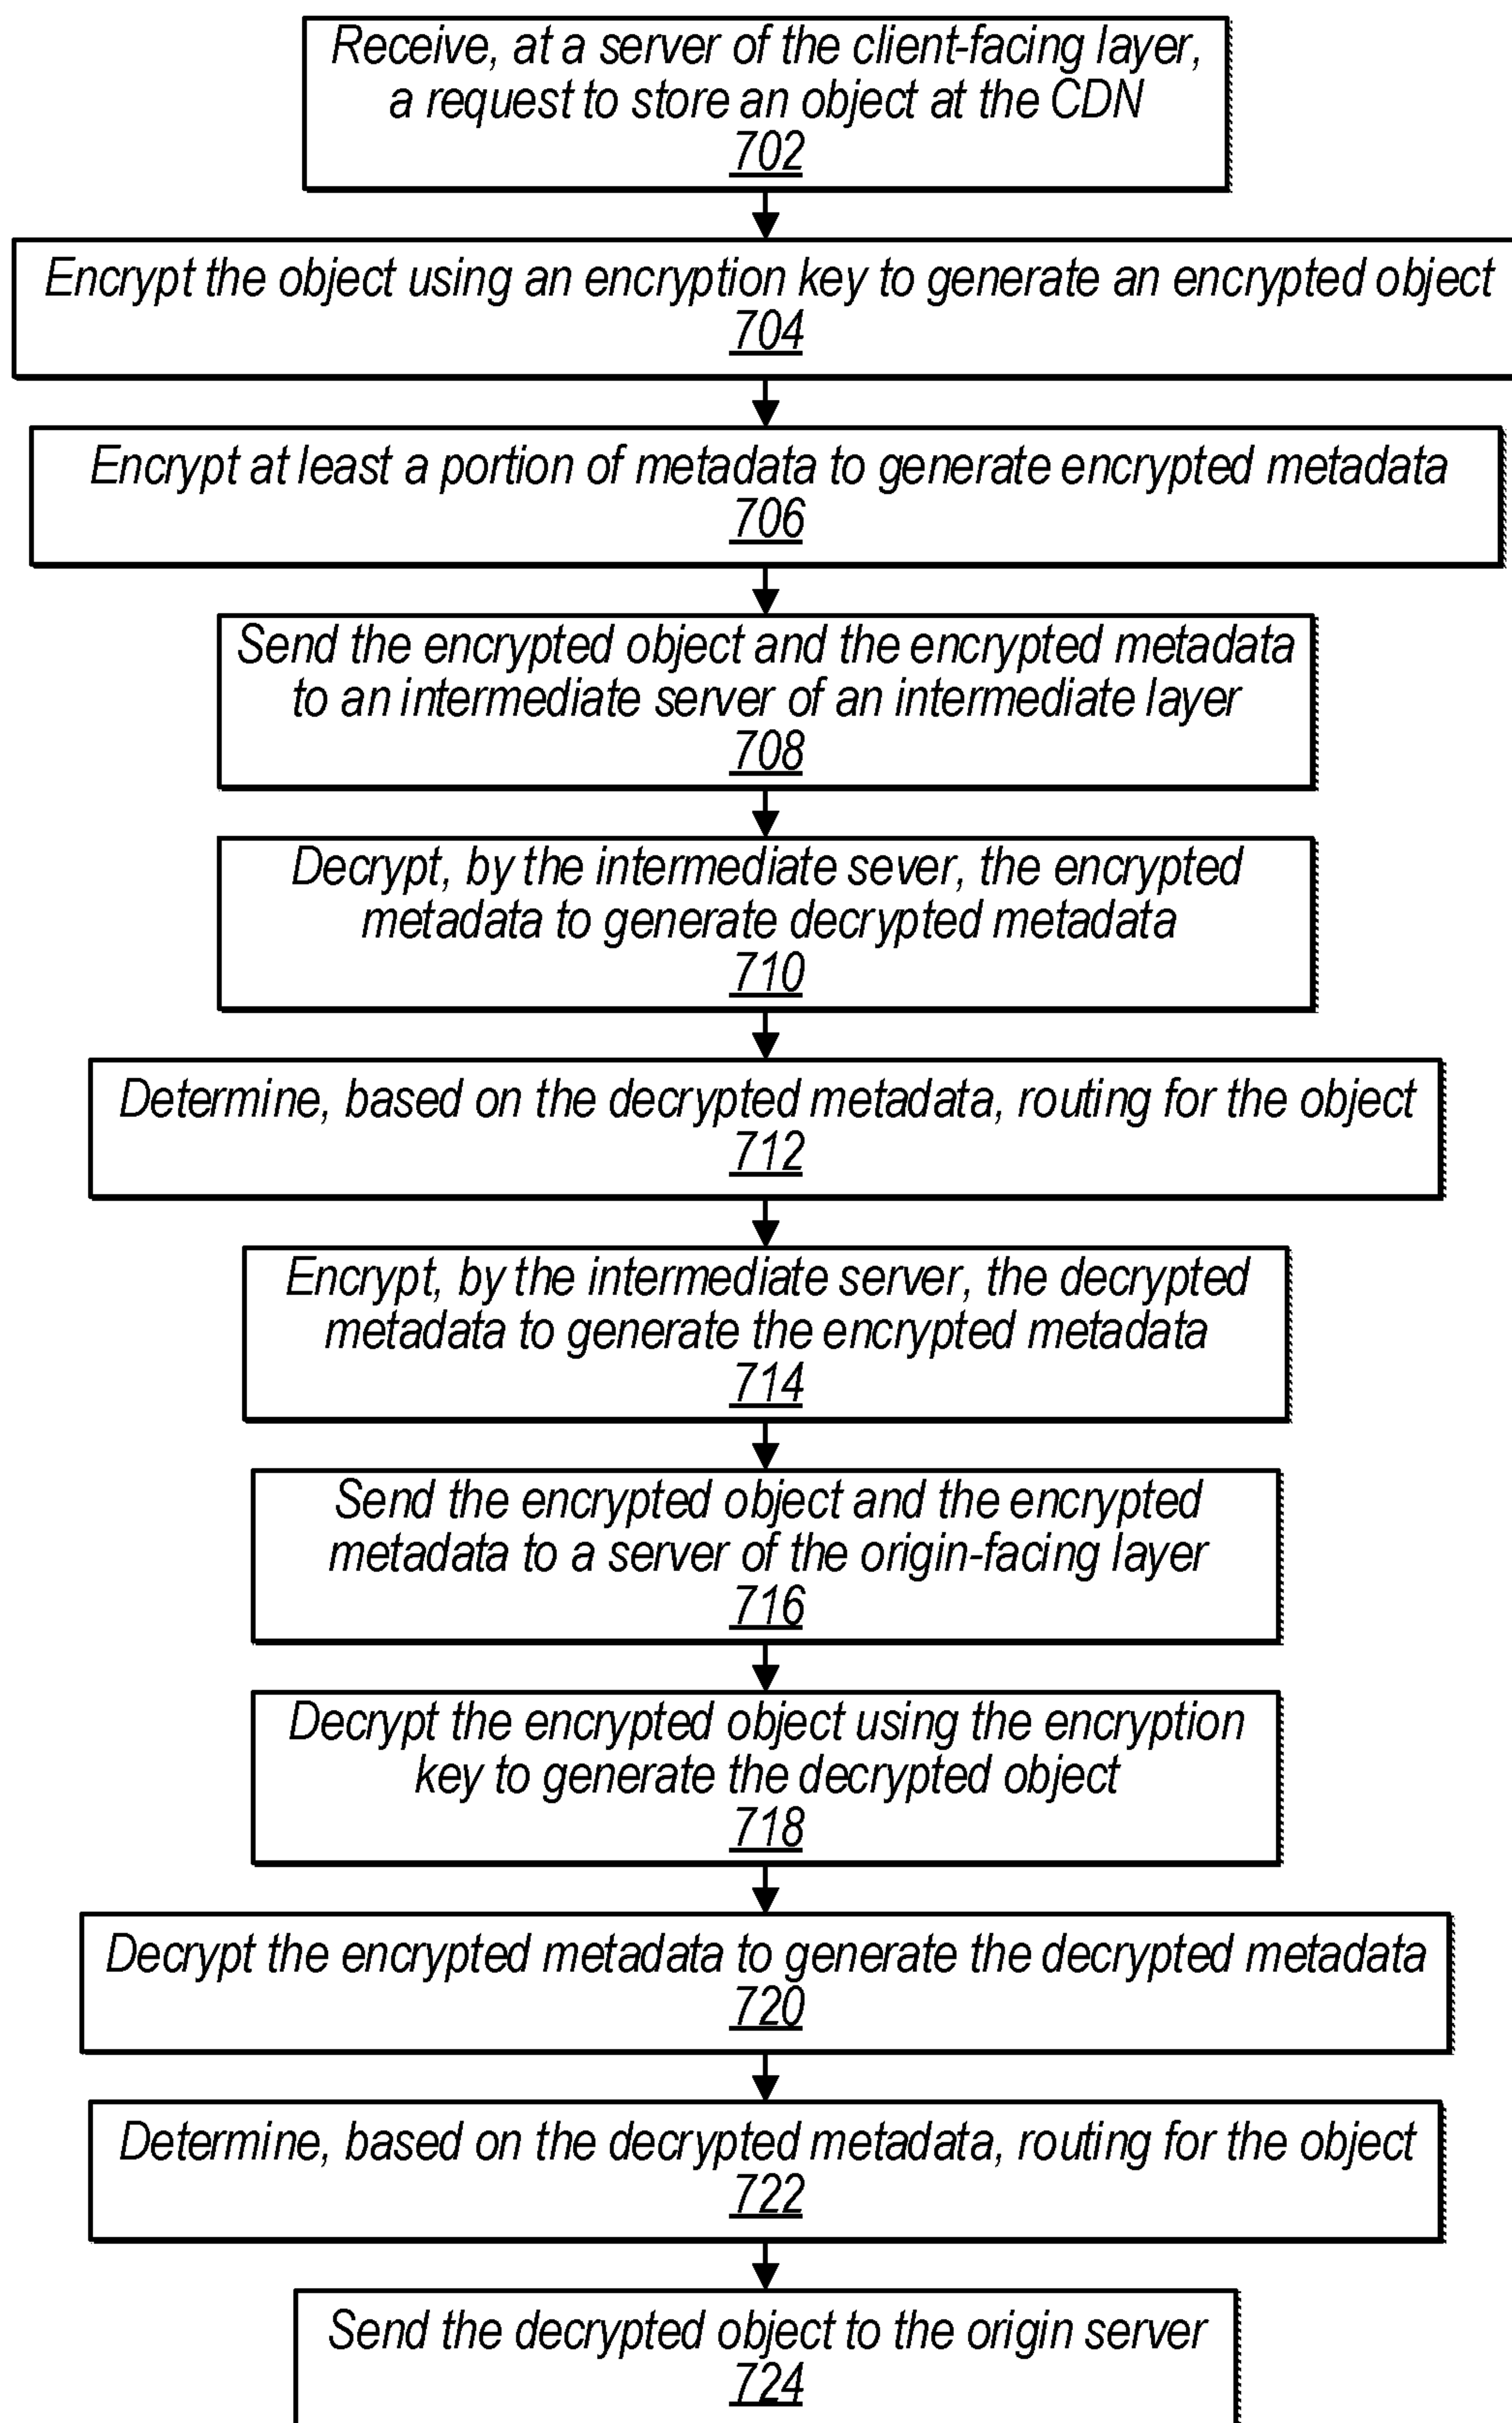 Receive, at a server of the client-facing layer,
a request to store an object at the CDN
702
Encrypt the object using an encryption key to generate an encrypted object
704
Encrypt at least a portion of metadata to generate encrypted metadata
706
Send the encrypted object and the encrypted metadata
to an intermediate server of an intermediate layer
708
Decrypt, by the intermediate sever, the encrypted
metadata to generate decrypted metadata
710
Determine, based on the decrypted metadata, routing for the object
712
Encrypt, by the intermediate server, the decrypted
metadata to generate the encrypted metadata
714
Send the encrypted object and the encrypted
metadata to a server of the origin-facing layer
716
Decrypt the encrypted object using the encryption
key to generate the decrypted object
718
Decrypt the encrypted metadata to generate the decrypted metadata
720
Determine, based on the decrypted metadata, routing for the object
722
Send the decrypted object to the origin server
724